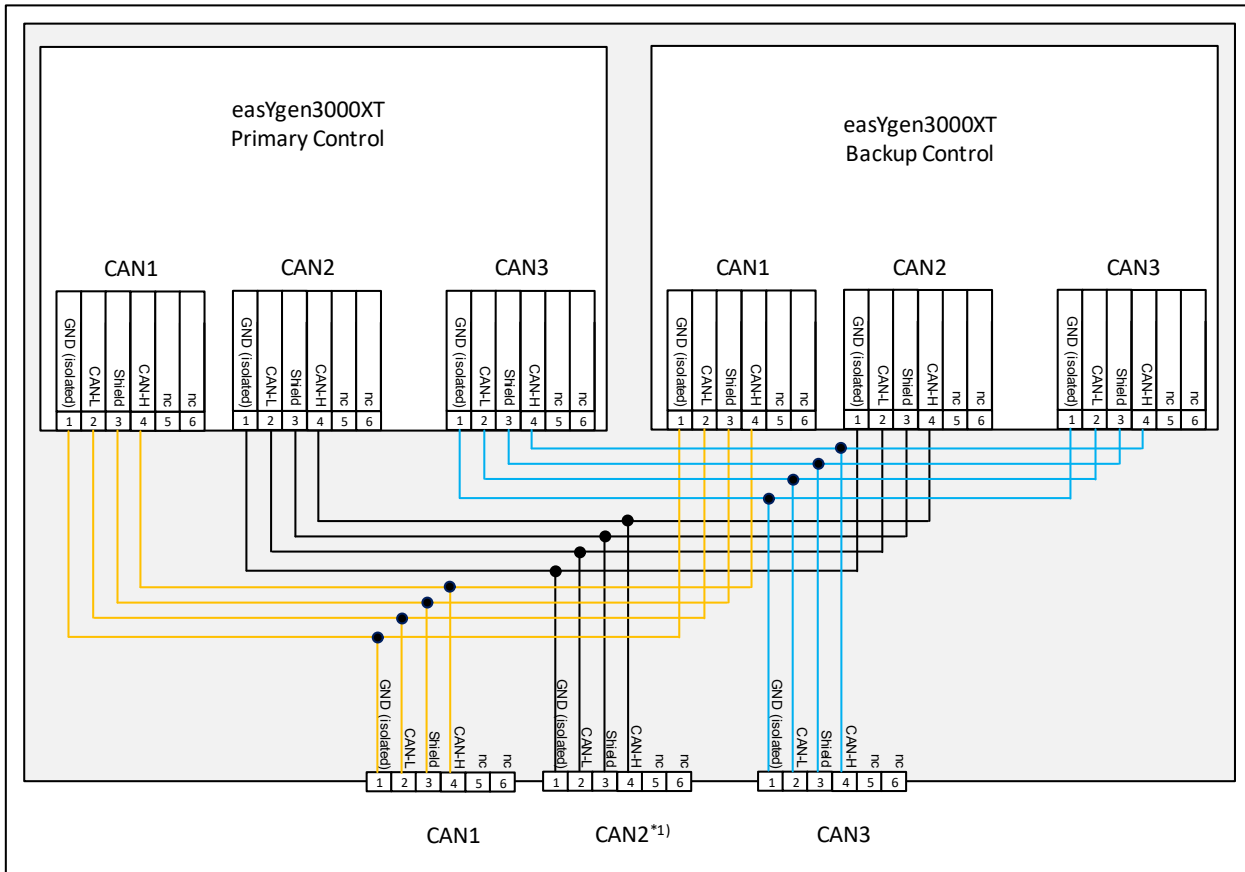 easYgen3000XT
Primary Control
easYgen3000XT
Backup Control
CAN1
CAN2
CAN3
CAN1
CAN2
CAN3
GND (isolated)
CAN-L
Shield
CAN-H
nc
nc
GND (isolated)
CAN-L
Shield
CAN-H
nc
nc
GND (isolated)
CAN-L
Shield
CAN-H
nc
nc
GND (isolated)
CAN-L
Shield
CAN-H
nc
nc
GND (isolated)
CAN-L
Shield
CAN-H
nc
nc
GND (isolated)
CAN-L
Shield
CAN-H
nc
nc
1 2 3 4 5 6
1 2 3 4 5 6
1 2 3 4 5 6
1 2 3 4 5 6
1 2 3 4 5 6
1 2 3 4 5 6
GND (isolated)
CAN-L
Shield
CAN-H
nc
nc
GND (isolated)
CAN-L
Shield
CAN-H
nc
nc
GND (isolated)
CAN-L
Shield
CAN-H
nc
nc
1 2 3 4 5 6
1 2 3 4 5 6
1 2 3 4 5 6
CAN1
CAN2*1)
CAN3